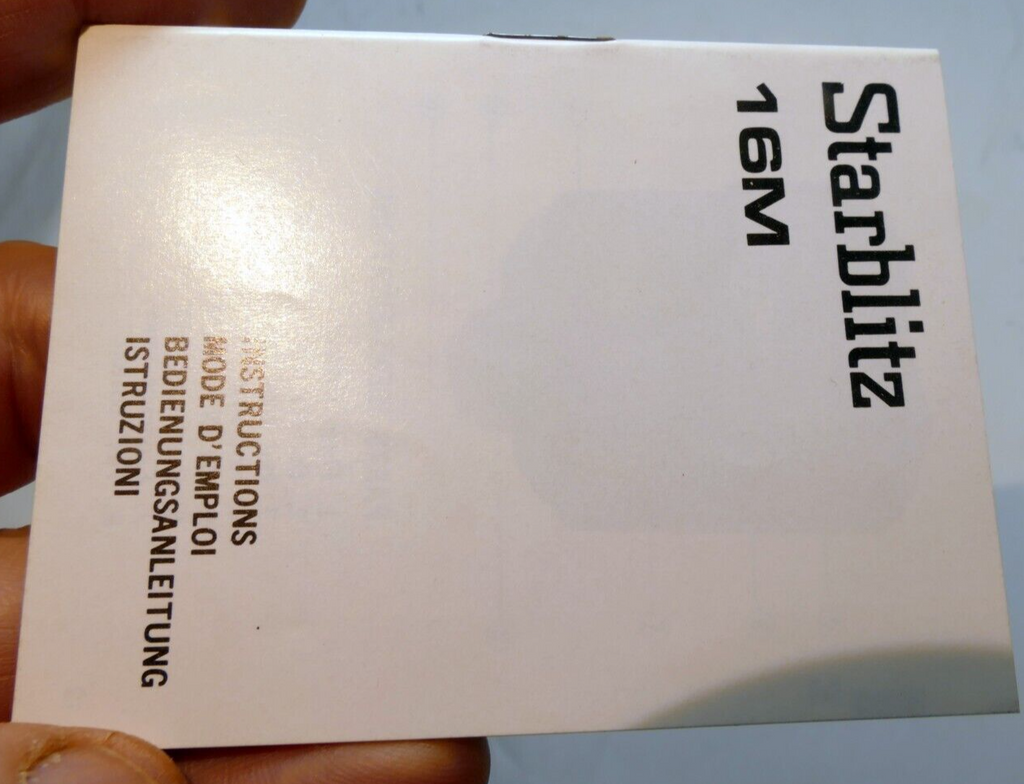 Starblitz
16M
INSTRUCTIONS
MODE D'EMPLOI
BEDIENUNGSANLEITUNG
ISTRUZIONI